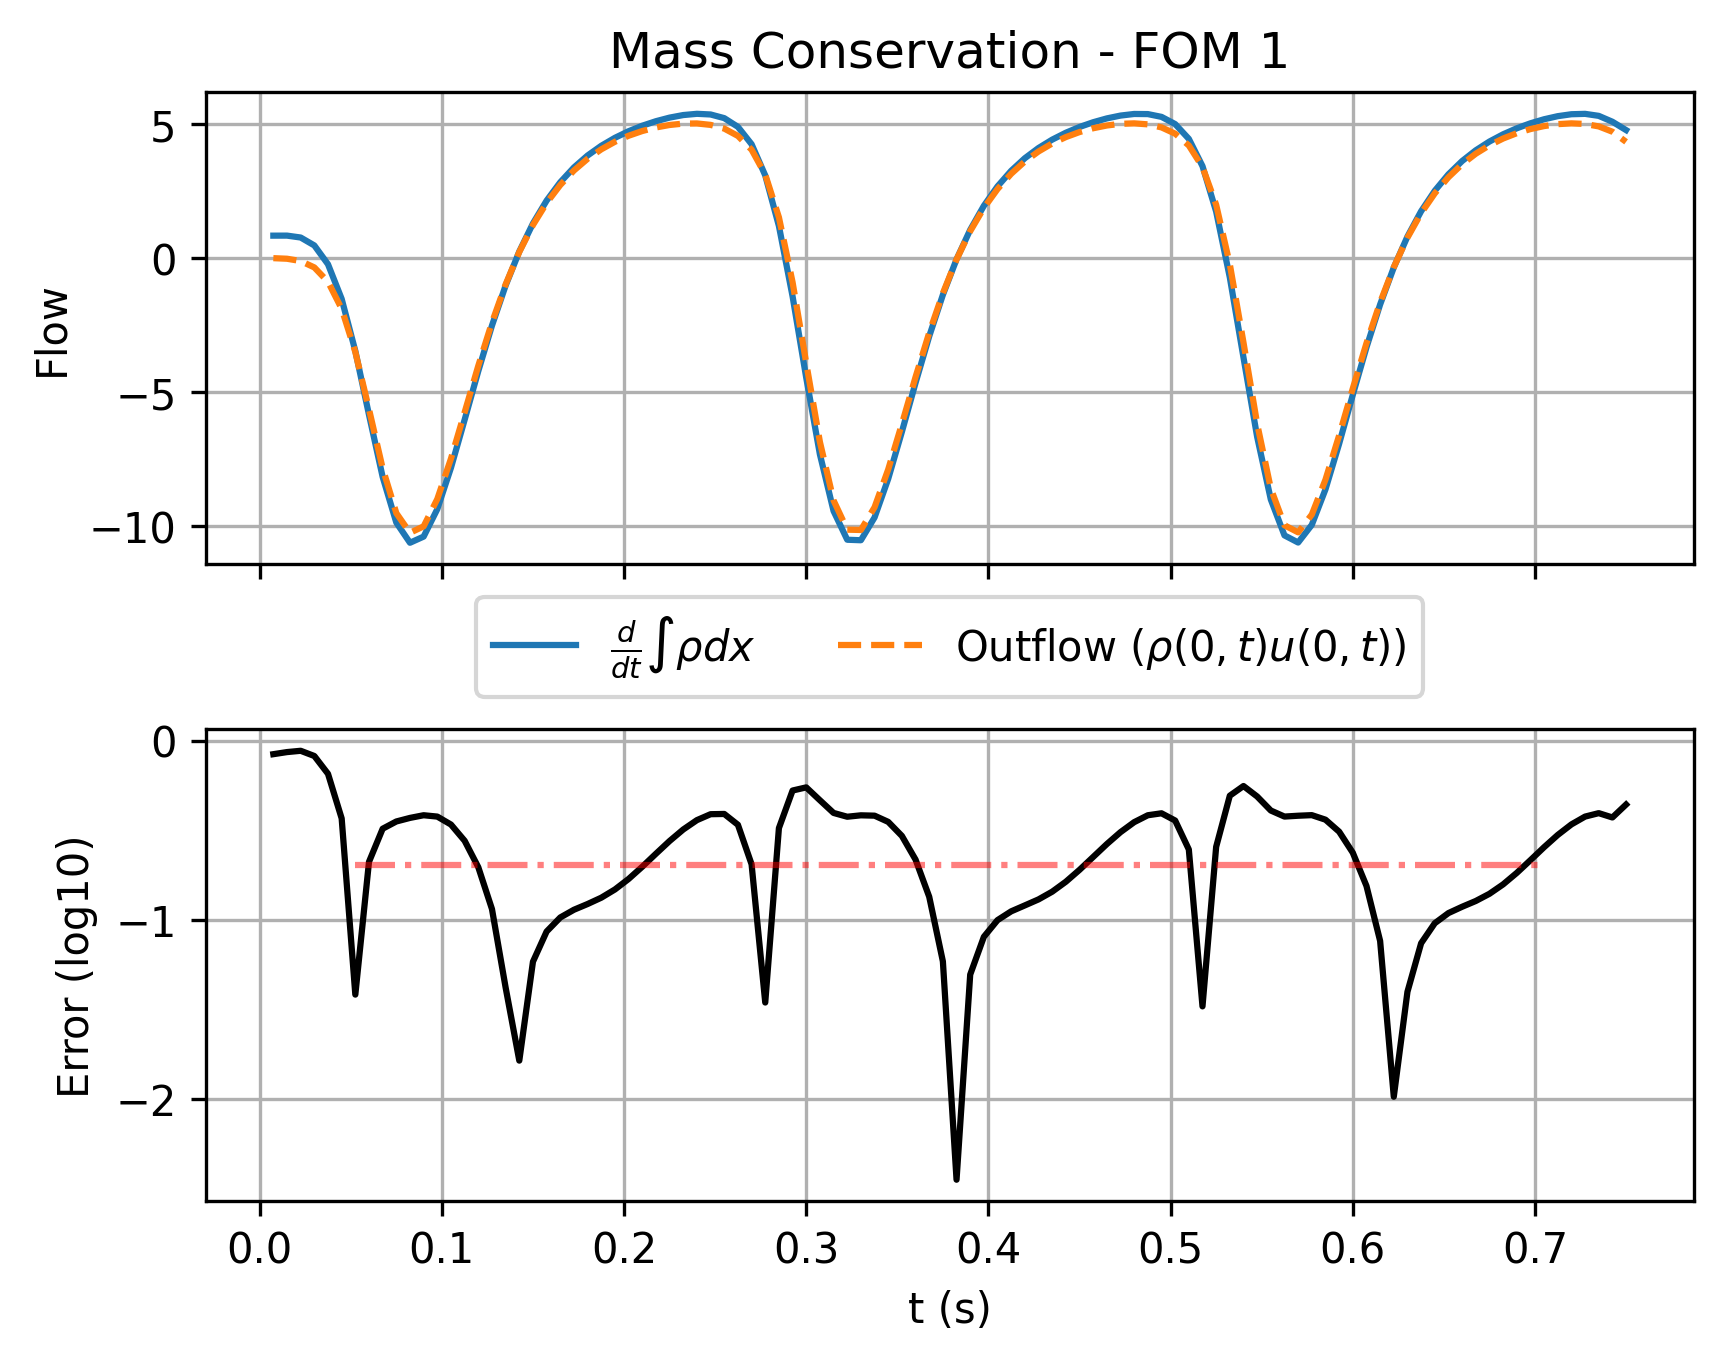 Mass Conservation - FOM 1
5
0
−5
−10
Flow
d/dt ∫ρdx
Outflow (ρ(0, t)u(0, t))
0
−1
−2
Error (log10)
0.0 0.1 0.2 0.3 0.4 0.5 0.6 0.7
t (s)